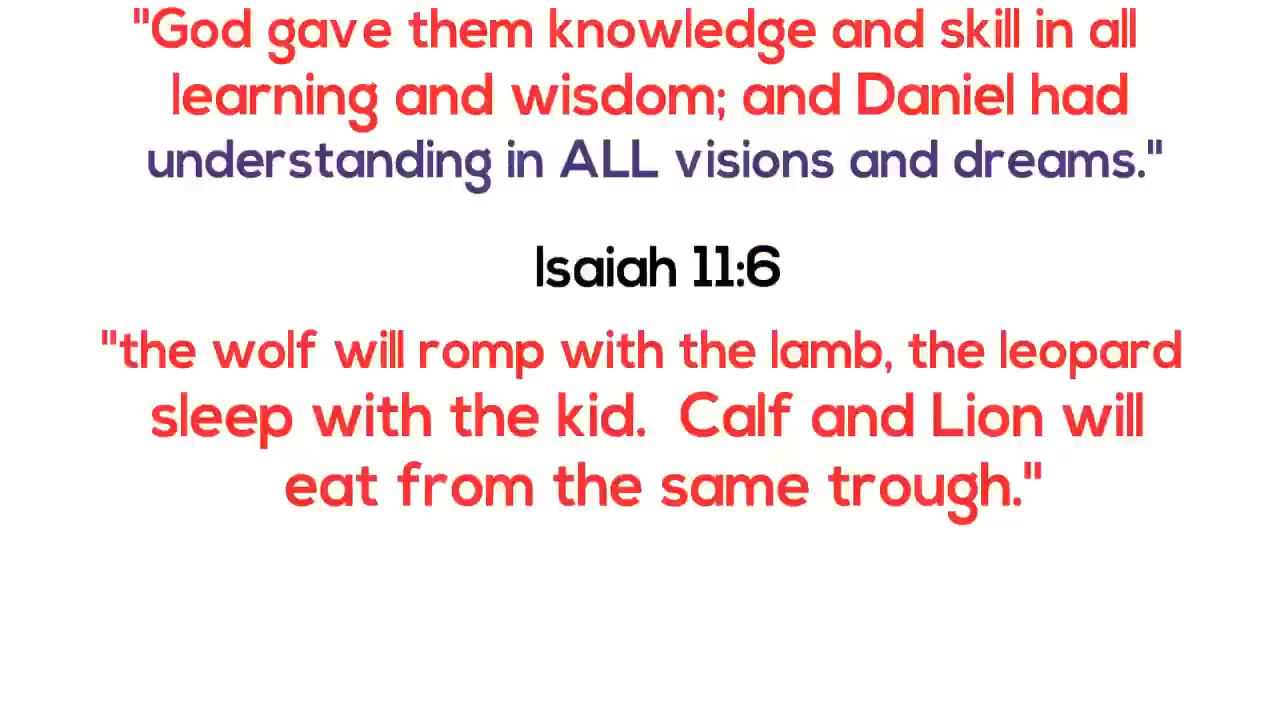 "God gave them knowledge and skill in all
learning and wisdom; and Daniel had
understanding in ALL visions and dreams."
Isaiah 11:6
"the wolf will romp with the lamb, the leopard
sleep with the kid.  Calf and Lion will
eat from the same trough."